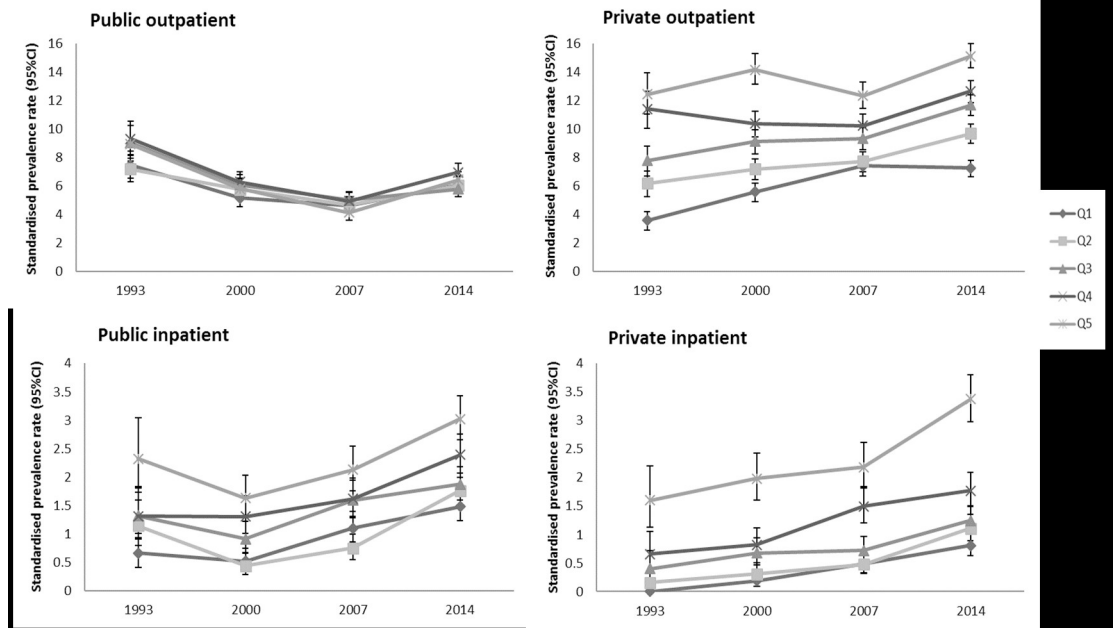 Public outpatient
Standardised prevalence rate (95%CI)
16
14
12
10
8
6
4
2
0
1993 2000 2007 2014
Private outpatient
Stamdardised prevalence raate (95%CI)
16
14
12
10
8
6
4
2
0
1993 2000 2007 2014
Q1
Q2
Q3
Q4
Q5
Public inpatient
Standardised prevalence rate (95%CI)
4
3.5
3
2.5
2
1.5
1
0.5
0
1993 2000 2007 2014
Private inpatient
Standardised prevalence rate (95%CI)
4
3.5
3
2.5
2
1.5
1
0.5
0
1993 2000 2007 2014